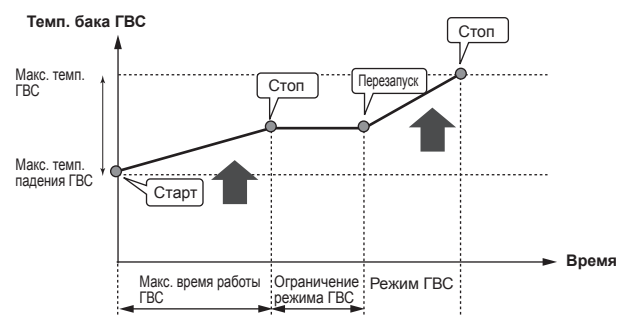 Темп. бака ГВС
Стоп
Макс. темп.
ГВС
Стоп
Перезапуск
Макс. темп.
падения ГВС
Старт
Время
Макс. время работы
ГВС
Ограничение
режима ГВС
Режим ГВС